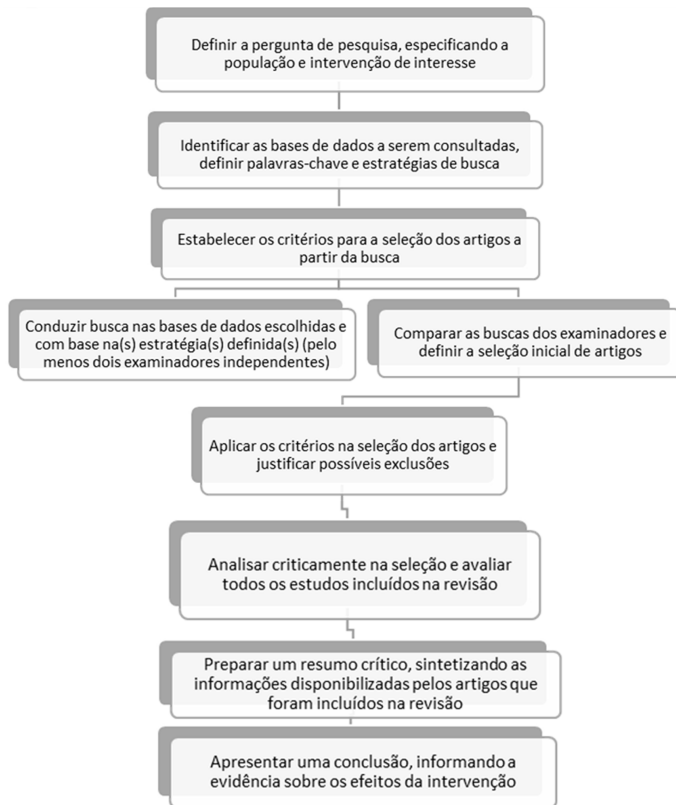 Definir a pergunta de pesquisa, especificando a
população e intervenção de interesse
Identificar as bases de dados a serem consultadas,
definir palavras-chave e estratégias de busca
Estabelecer os critérios para a seleção dos artigos a
partir da busca
Conduzir busca nas bases de dados escolhidas e
com base na(s) estratégia(s) definida(s) (pelo
menos dois examinadores independentes)
Comparar as buscas dos examinadores e
definir a seleção inicial de artigos
Aplicar os critérios na seleção dos artigos e
justificar possíveis exclusões
Analisar criticamente na seleção e avaliar
todos os estudos incluídos na revisão
Preparar um resumo crítico, sintetizando as
informações disponibilizadas pelos artigos que
foram incluídos na revisão
Apresentar uma conclusão, informando a
evidência sobre os efeitos da intervenção